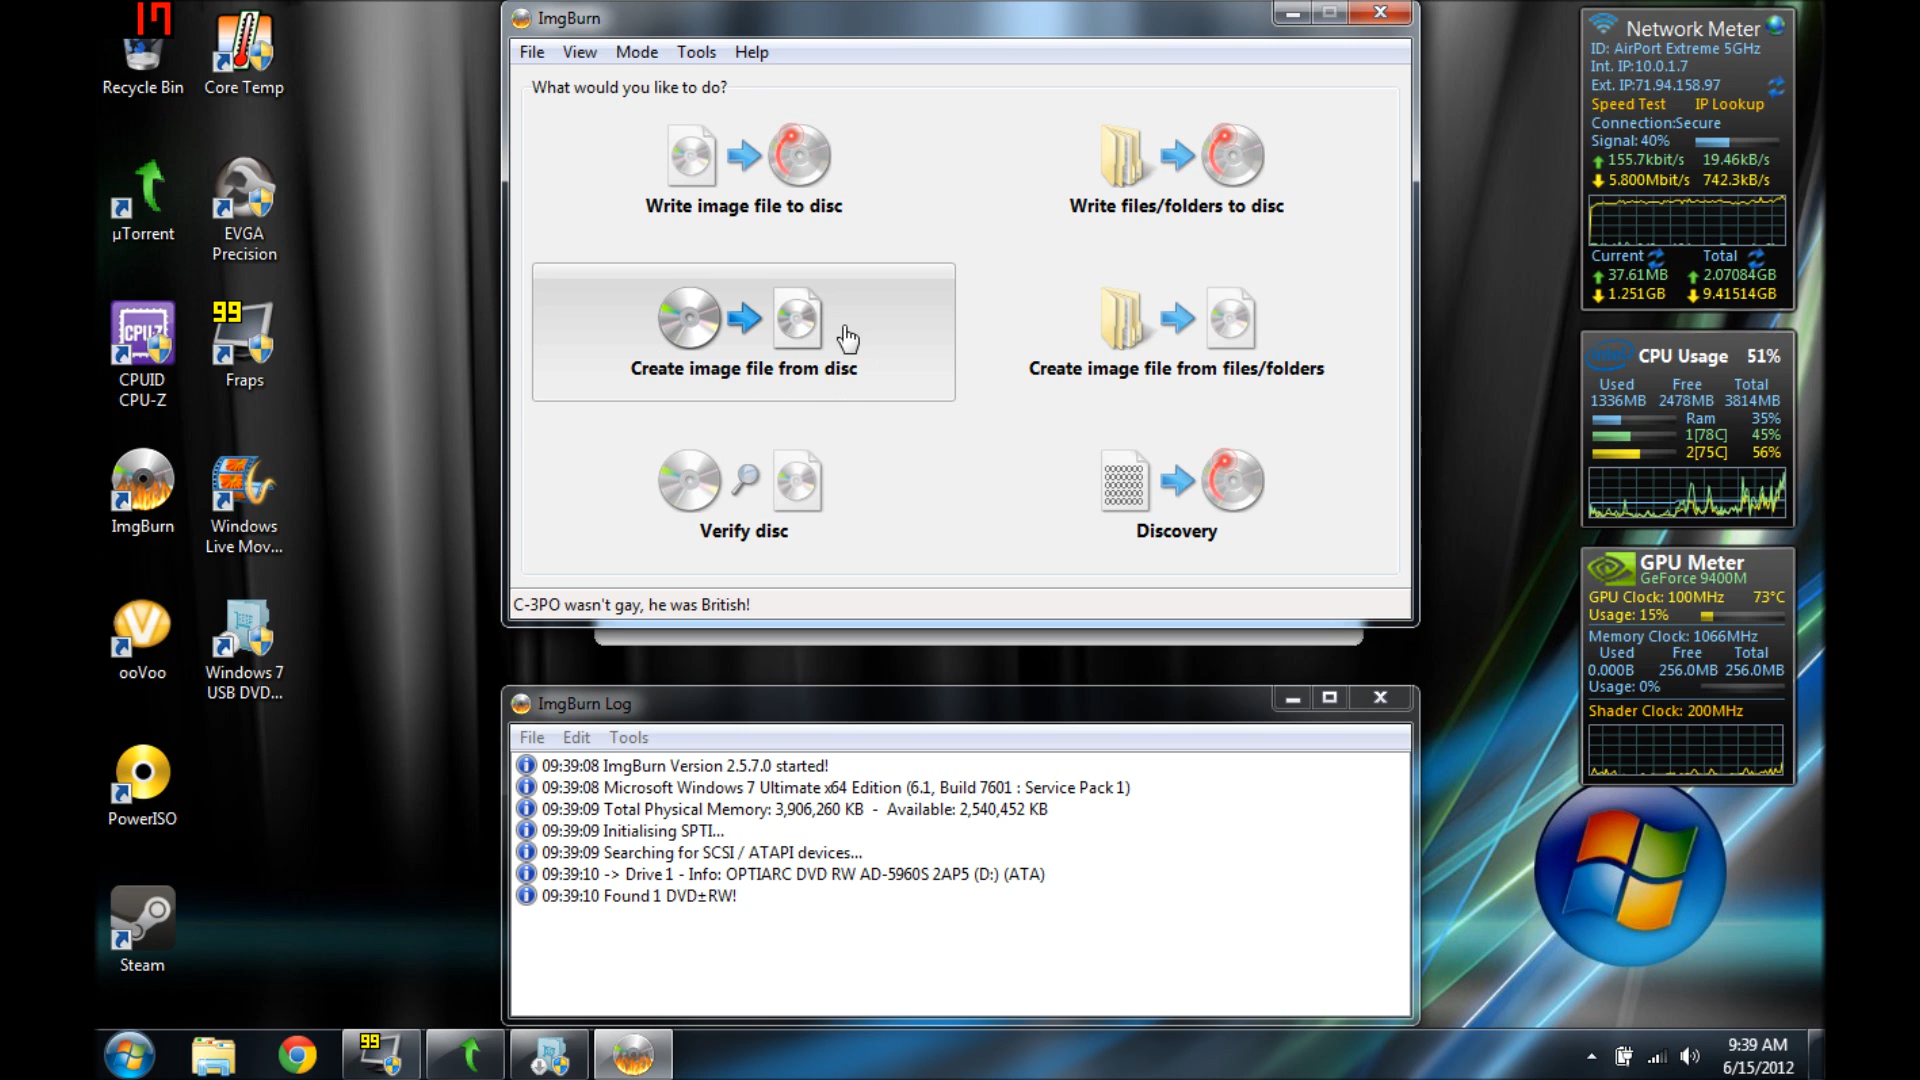 17
Recycle Bin
Core Temp
µTorrent
EVGA
Precision
CPU-Z
CPUID
CPU-Z
99
Fraps
ImgBurn
Windows
Live Mov...
ooVoo
Windows 7
USB DVD...
PowerISO
Steam
ImgBurn
File View Mode Tools Help
What would you like to do?
Write image file to disc
Write files/folders to disc
Create image file from disc
Create image file from files/folders
Verify disc
Discovery
C-3PO wasn't gay, he was British!
ImgBurn Log
File Edit Tools
09:39:08 ImgBurn Version 2.5.7.0 started!
09:39:08 Microsoft Windows 7 Ultimate x64 Edition (6.1, Build 7601 : Service Pack 1)
09:39:09 Total Physical Memory: 3,906,260 KB - Available: 2,540,452 KB
09:39:09 Initialising SPTI...
09:39:09 Searching for SCSI / ATAPI devices...
09:39:10 -> Drive 1 - Info: OPTIARC DVD RW AD-5960S 2AP5 (D:) (ATA)
09:39:10 Found 1 DVD±RW!
Network Meter
ID: AirPort Extreme 5GHz
Int. IP:10.0.1.7
Ext. IP:71.94.158.97
Speed Test IP Lookup
Connection:Secure
Signal: 40%
155.7kbit/s 19.46kB/s
5.800Mbit/s 742.3kB/s
Current Total
37.61MB 2.07084GB
1.251GB 9.41514GB
intel CPU Usage 51%
Used Free Total
1336MB 2478MB 3814MB
Ram 35%
1[78C] 45%
2[75C] 56%
GPU Meter
GeForce 9400M
GPU Clock: 100MHz 73°C
Usage: 15%
Memory Clock: 1066MHz
Used Free Total
0.000B 256.0MB 256.0MB
Usage: 0%
Shader Clock: 200MHz
99
9:39 AM
6/15/2012